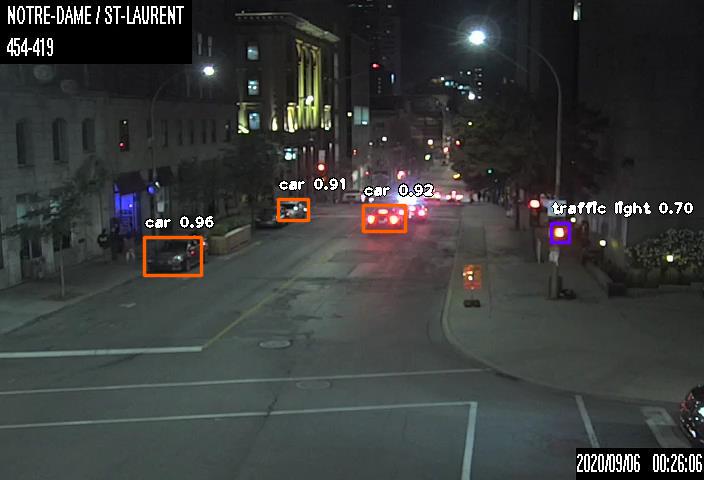 NOTRE-DAME / ST-LAURENT
454-419
car 0.91
car 0.92
traffic light 0.70
car 0.96
2020/09/06 00:26:06